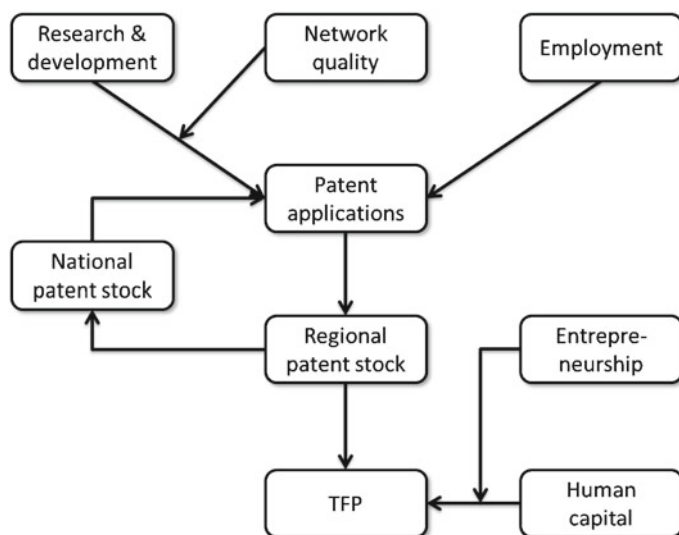 Research &
development
Network
quality
Employment
Patent
applications
National
patent stock
Regional
patent stock
Entrepre-
neurship
TFP
Human
capital